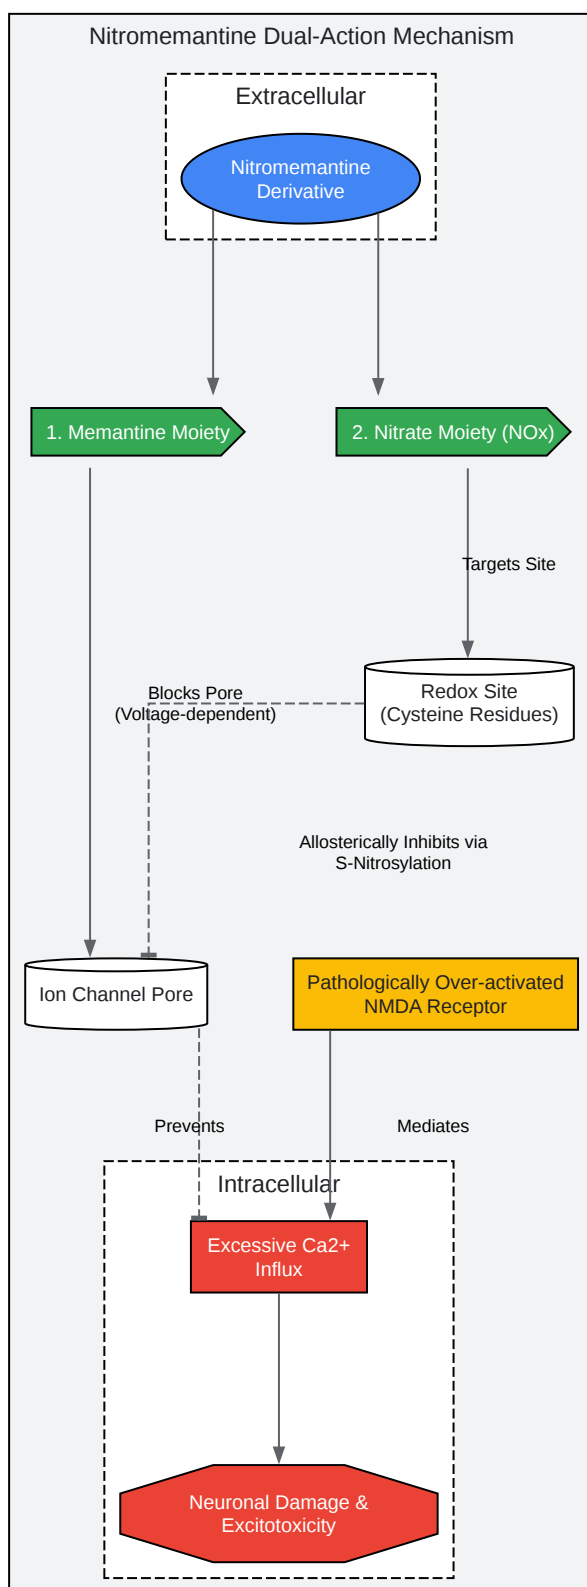 Nitromemantine Dual-Action Mechanism
Extracellular
Nitromemantine
Derivative
1. Memantine Moiety
2. Nitrate Moiety (NOx)
Targets Site
Redox Site
(Cysteine Residues)
Blocks Pore
(Voltage-dependent)
Allosterically Inhibits via
S-Nitrosylation
Ion Channel Pore
Pathologically Over-activated
NMDA Receptor
Prevents
Mediates
Intracellular
Excessive Ca2+
Influx
Neuronal Damage &
Excitotoxicity